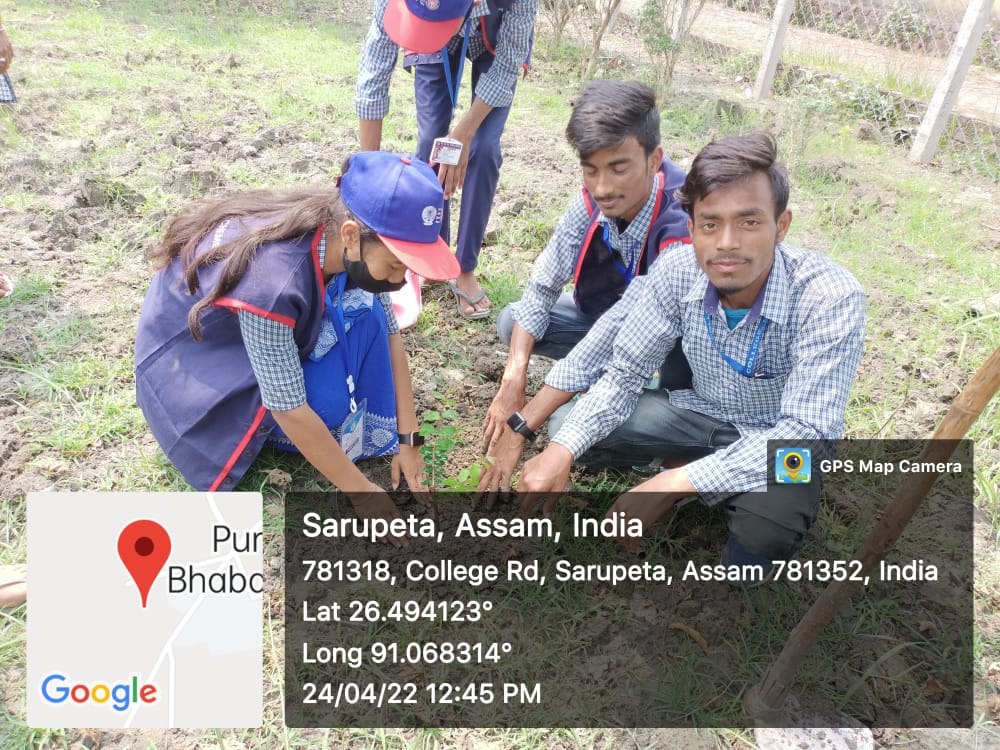 GPS Map Camera
Pur
Bhabc
Google
Sarupeta, Assam, India
781318, College Rd, Sarupeta, Assam 781352, India
Lat 26.494123°
Long 91.068314°
24/04/22 12:45 PM